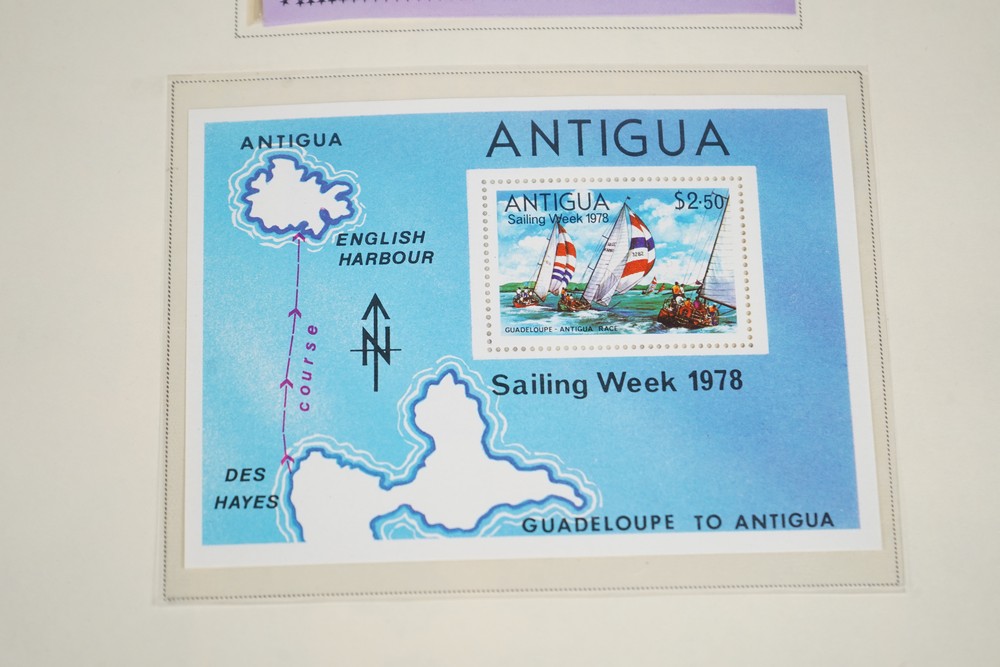 ANTIGUA
ANTIGUA
ANTIGUA
$2.50
Sailing Week 1978
ENGLISH
HARBOUR
GUADELOUPE - ANTIGUA RACE
N
course
Sailing Week 1978
DES
HAYES
GUADELOUPE TO ANTIGUA